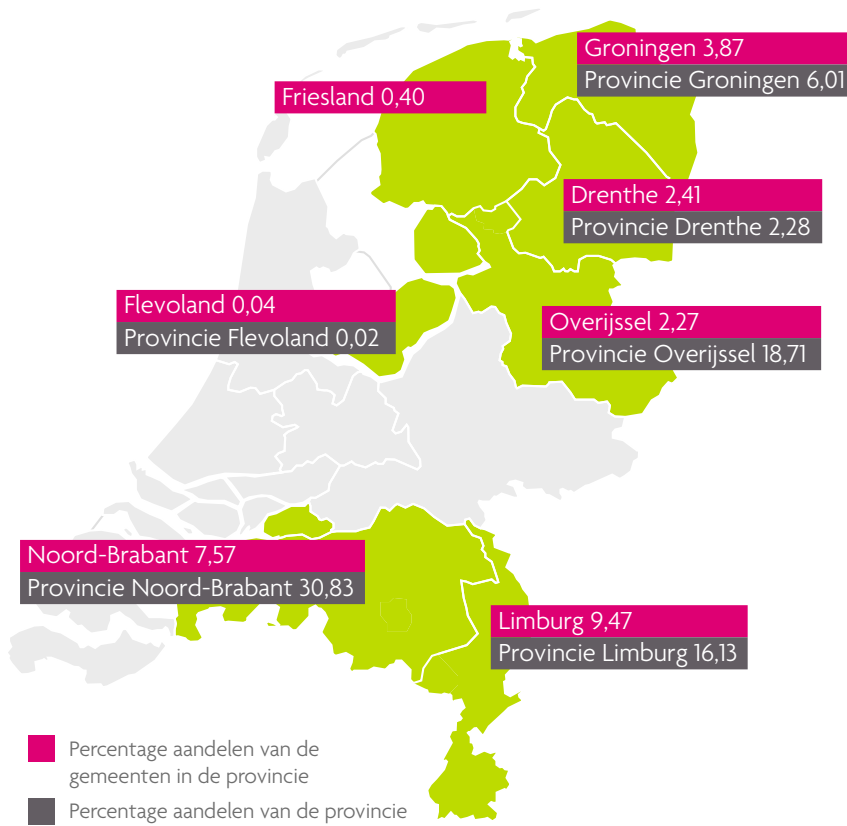 Groningen 3,87
Provincie Groningen 6,01
Friesland 0,40
Drenthe 2,41
Provincie Drenthe 2,28
Flevoland 0,04
Provincie Flevoland 0,02
Overijssel 2,27
Provincie Overijssel 18,71
Noord-Brabant 7,57
Provincie Noord-Brabant 30,83
Limburg 9,47
Provincie Limburg 16,13
Percentage aandelen van de
gemeenten in de provincie
Percentage aandelen van de provincie